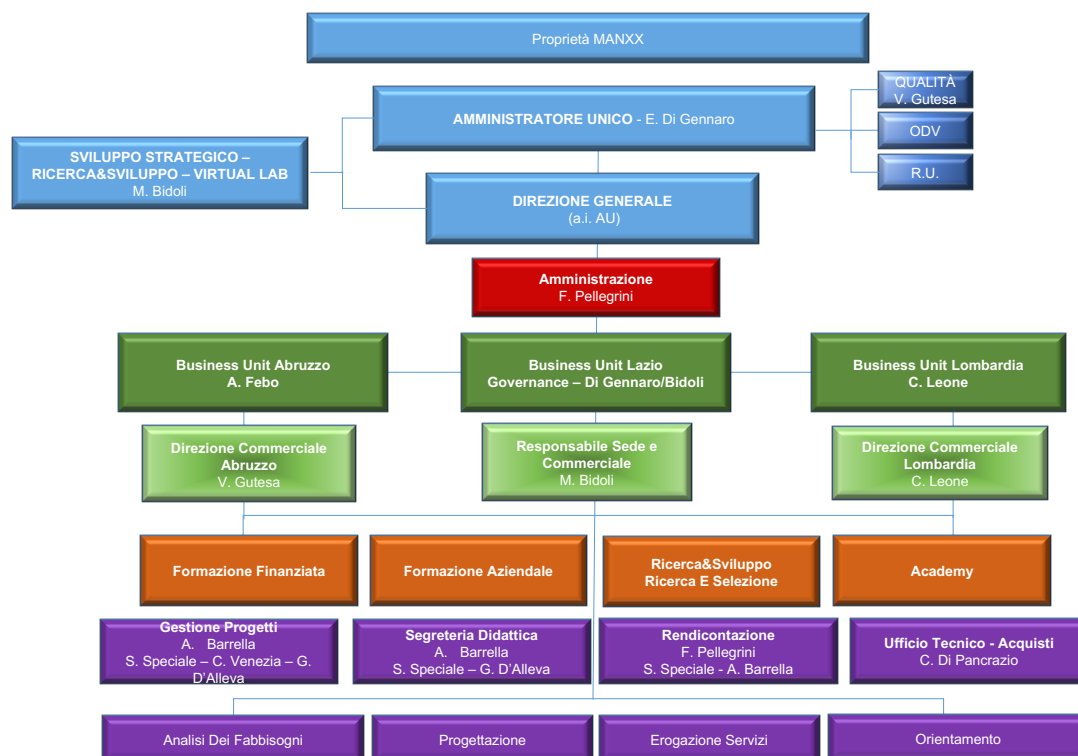 Proprietà MANXX
AMMINISTRATORE UNICO - E. Di Gennaro
QUALITÀ
V. Gutesa
ODV
R.U.
SVILUPPO STRATEGICO –
RICERCA&SVILUPPO – VIRTUAL LAB
M. Bidoli
DIREZIONE GENERALE
(a.i. AU)
Amministrazione
F. Pellegrini
Business Unit Abruzzo
A. Febo
Business Unit Lazio
Governance – Di Gennaro/Bidoli
Business Unit Lombardia
C. Leone
Direzione Commerciale
Abruzzo
V. Gutesa
Responsabile Sede e
Commerciale
M. Bidoli
Direzione Commerciale
Lombardia
C. Leone
Formazione Finanziata
Formazione Aziendale
Ricerca&Sviluppo
Ricerca E Selezione
Academy
Gestione Progetti
A. Barrella
S. Speciale – C. Venezia – G.
D'Alleva
Segreteria Didattica
A. Barrella
S. Speciale – G. D'Alleva
Rendicontazione
F. Pellegrini
S. Speciale - A. Barrella
Ufficio Tecnico - Acquisti
C. Di Pancrazio
Analisi Dei Fabbisogni
Progettazione
Erogazione Servizi
Orientamento